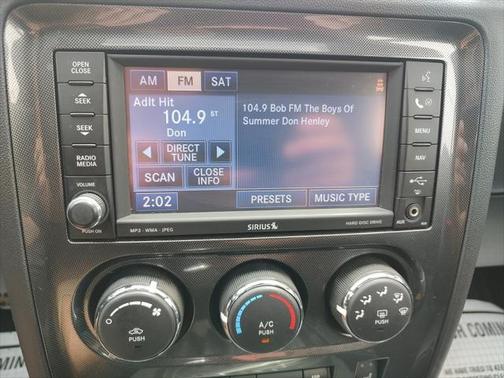 OPEN
CLOSE
SEEK
SEEK
RADIO
MEDIA
VOLUME
PUSH ON
AM FM SAT
Adlt Hit
104.9 ST
Don
DIRECT
TUNE
SCAN
CLOSE
INFO
2:02
104.9 Bob FM The Boys Of
Summer Don Henley
PRESETS
MUSIC TYPE
MENU
NAV
AUX
MP3 · WMA · JPEG
SIRIUS
HARD DISC DRIVE
PUSH
A/C
PUSH
PUSH